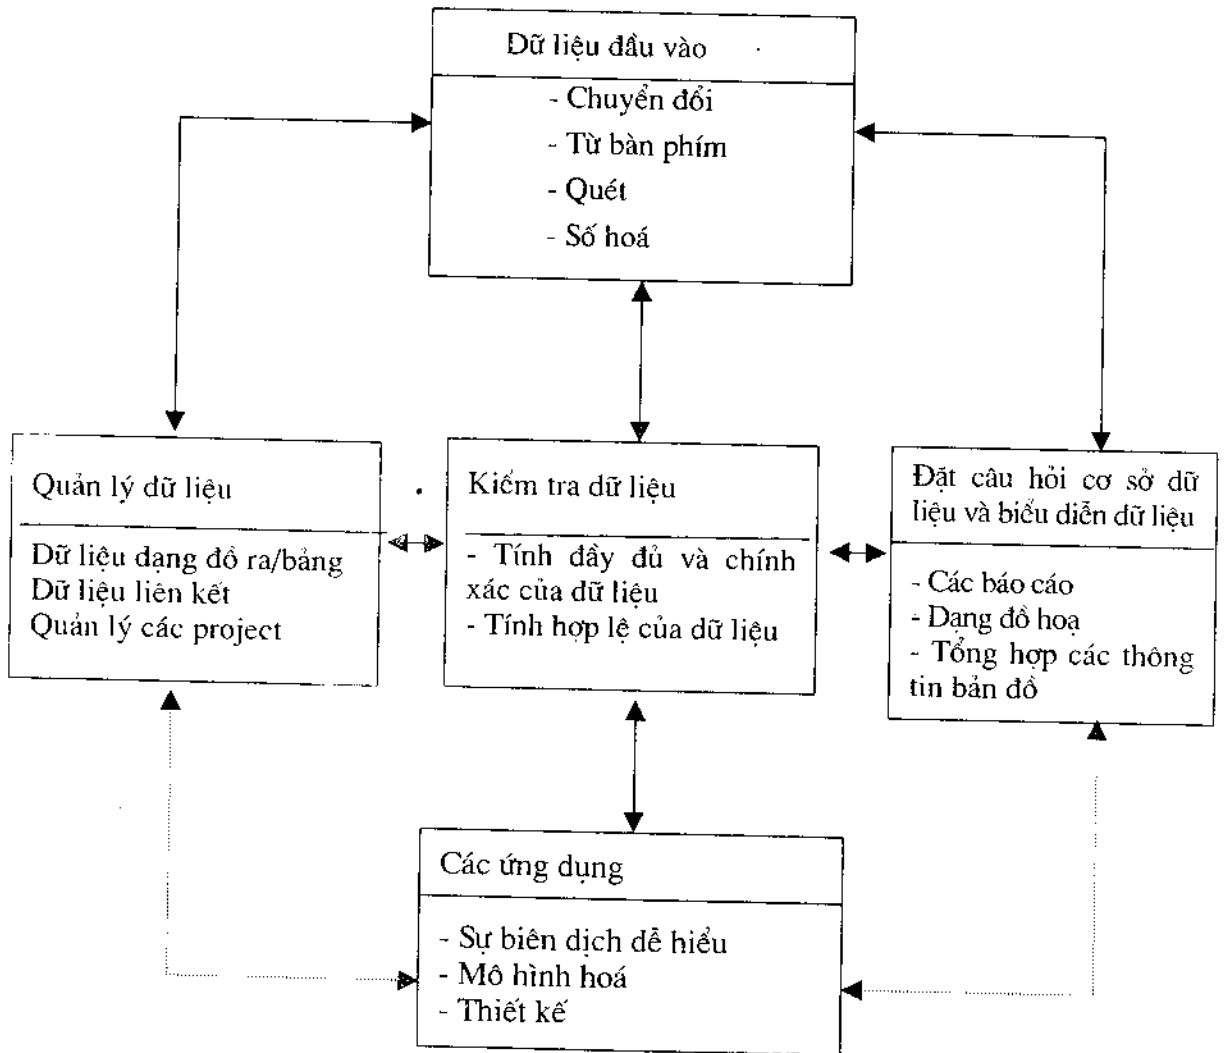 Dữ liệu đầu vào
- Chuyển đổi
- Từ bàn phím
- Quét
- Số hoá
Quản lý dữ liệu
Dữ liệu dạng đồ ra/bảng
Dữ liệu liên kết
Quản lý các project
Kiểm tra dữ liệu
- Tính đầy đủ và chính
xác của dữ liệu
- Tính hợp lệ của dữ liệu
Đặt câu hỏi cơ sở dữ
liệu và biểu diễn dữ liệu
- Các báo cáo
- Dạng đồ hoạ
- Tổng hợp các thông
tin bản đồ
Các ứng dụng
- Sự biên dịch dễ hiểu
- Mô hình hoá
- Thiết kế